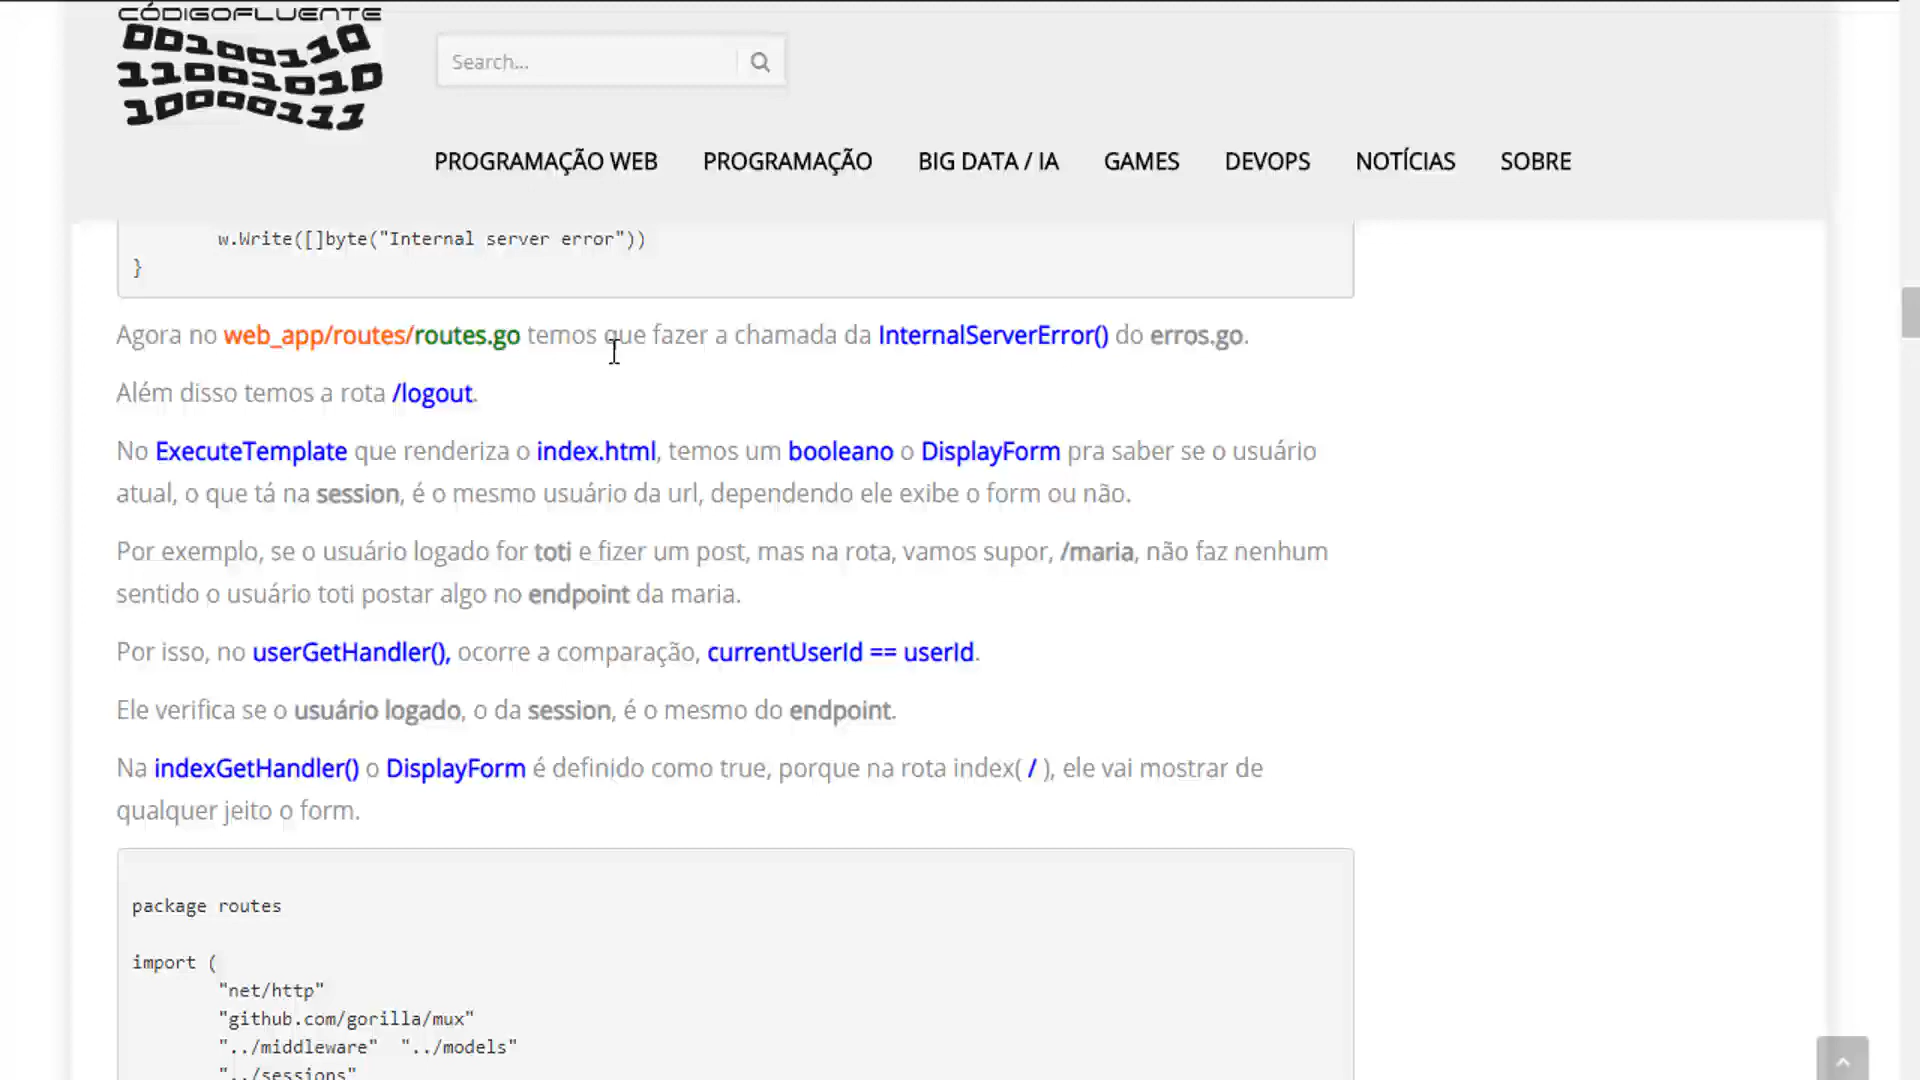 CÓDIGOFLUENTE
00100110
11001010
10000111
Search...
PROGRAMAÇÃO WEB PROGRAMAÇÃO BIG DATA / IA GAMES DEVOPS NOTÍCIAS SOBRE
w.Write([]byte("Internal server error"))
}
Agora no web_app/routes/routes.go temos que fazer a chamada da InternalServerError() do erros.go.
Além disso temos a rota /logout.
No ExecuteTemplate que renderiza o index.html, temos um booleano o DisplayForm pra saber se o usuário
atual, o que tá na session, é o mesmo usuário da url, dependendo ele exibe o form ou não.
Por exemplo, se o usuário logado for toti e fizer um post, mas na rota, vamos supor, /maria, não faz nenhum
sentido o usuário toti postar algo no endpoint da maria.
Por isso, no userGetHandler(), ocorre a comparação, currentUserId == userId.
Ele verifica se o usuário logado, o da session, é o mesmo do endpoint.
Na indexGetHandler() o DisplayForm é definido como true, porque na rota index( / ), ele vai mostrar de
qualquer jeito o form.
package routes
import (
"net/http"
"github.com/gorilla/mux"
"../middleware" "../models"
"../sessions"